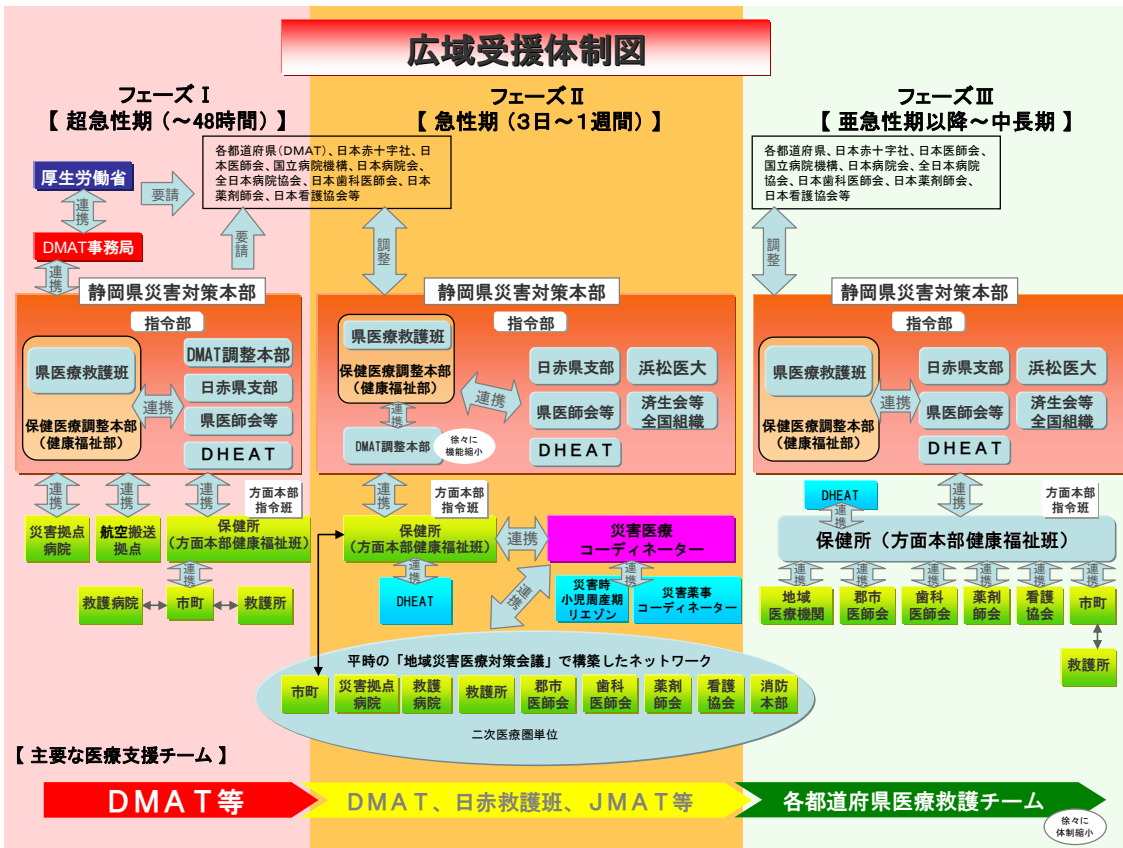 広域受援体制図
フェーズⅠ
【 超急性期（～48時間）】
厚生労働省
連携
要請
DMAT事務局
連携
要請
各都道府県（DMAT）、日本赤十字社、日
本医師会、国立病院機構、日本病院会、
全日本病院協会、日本歯科医師会、日本
薬剤師会、日本看護協会等
静岡県災害対策本部
指令部
県医療救護班
保健医療調整本部
（健康福祉部）
連携
DMAT調整本部
日赤県支部
県医師会等
ＤＨＥＡＴ
連携
連携
連携
方面本部
指令班
災害拠点
病院
航空搬送
拠点
保健所
（方面本部健康福祉班）
連携
救護病院
市町
救護所
フェーズⅡ
【 急性期（３日～１週間）】
調整
静岡県災害対策本部
指令部
県医療救護班
保健医療調整本部
（健康福祉部）
連携
DMAT調整本部
徐々に
機能縮小
連携
日赤県支部
浜松医大
県医師会等
済生会等
全国組織
ＤＨＥＡＴ
連携
方面本部
指令班
保健所
（方面本部健康福祉班）
連携
災害医療
コーディネーター
連携
DHEAT
連携
連携
災害時
小児周産期
リエゾン
災害薬事
コーディネーター
平時の「地域災害医療対策会議」で構築したネットワーク
市町
災害拠点
病院
救護
病院
救護所
郡市
医師会
歯科
医師会
薬剤
師会
看護
協会
消防
本部
二次医療圏単位
フェーズⅢ
【 亜急性期以降～中長期 】
各都道府県、日本赤十字社、日本医師会、
国立病院機構、日本病院会、全日本病院
協会、日本歯科医師会、日本薬剤師会、
日本看護協会等
調整
静岡県災害対策本部
指令部
県医療救護班
保健医療調整本部
（健康福祉部）
連携
日赤県支部
浜松医大
県医師会等
済生会等
全国組織
ＤＨＥＡＴ
DHEAT
連携
連携
方面本部
指令班
保健所（方面本部健康福祉班）
連携
連携
連携
連携
連携
連携
地域
医療機関
郡市
医師会
歯科
医師会
薬剤
師会
看護
協会
市町
救護所
【 主要な医療支援チーム 】
ＤＭＡＴ等
ＤＭＡＴ、日赤救護班、ＪＭＡＴ等
各都道府県医療救護チーム
徐々に
体制縮小